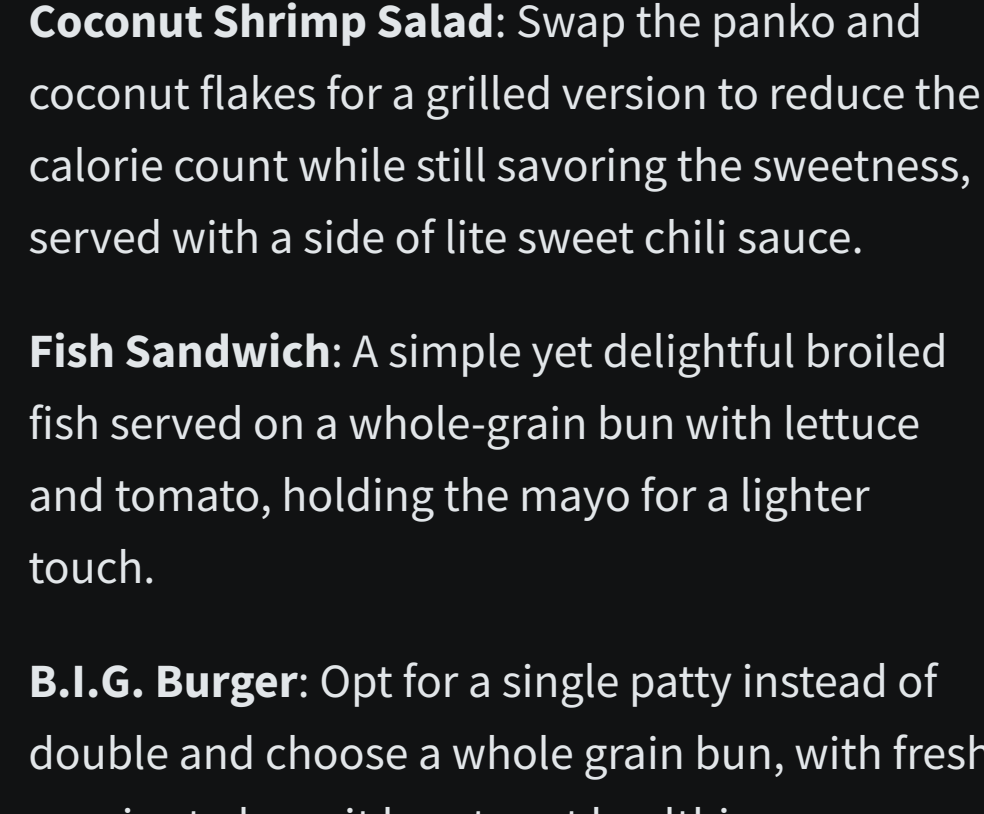 Coconut Shrimp Salad: Swap the panko and
coconut flakes for a grilled version to reduce the
calorie count while still savoring the sweetness,
served with a side of lite sweet chili sauce.
Fish Sandwich: A simple yet delightful broiled
fish served on a whole-grain bun with lettuce
and tomato, holding the mayo for a lighter
touch.
B.I.G. Burger: Opt for a single patty instead of
double and choose a whole grain bun, with fresh